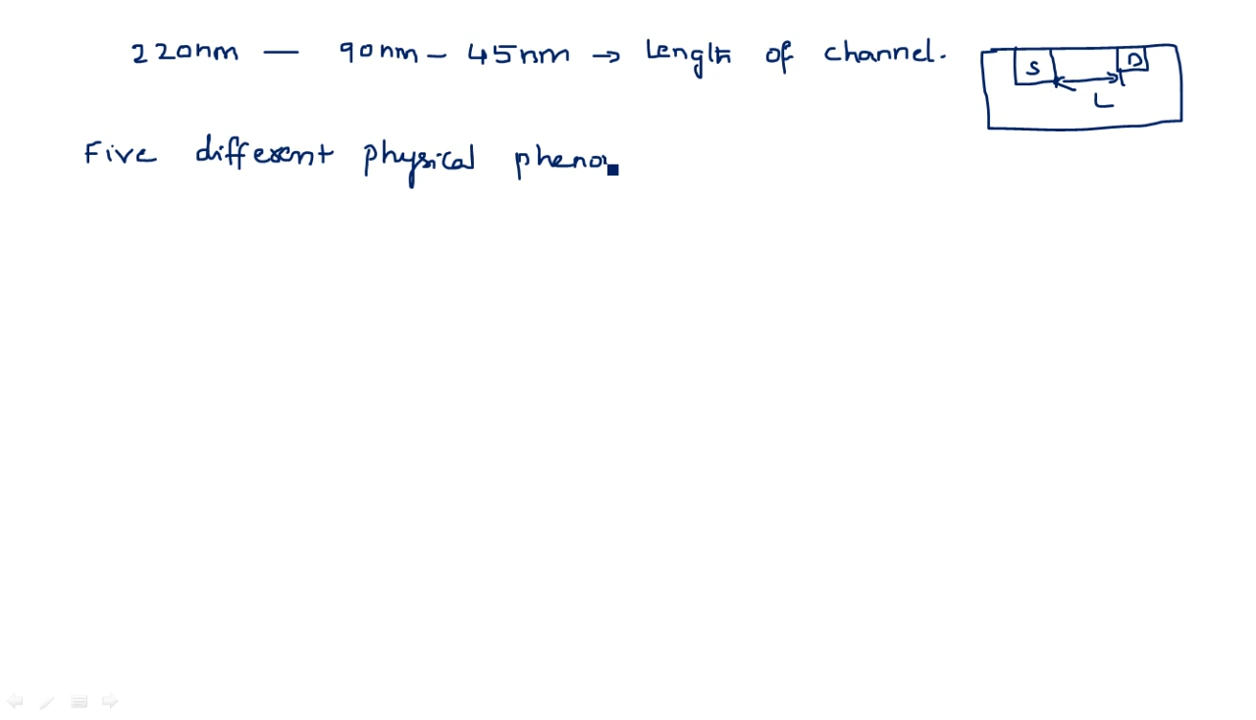 220nm — 90nm - 45nm → Length of channel.
S D
L
Five different physical pheno